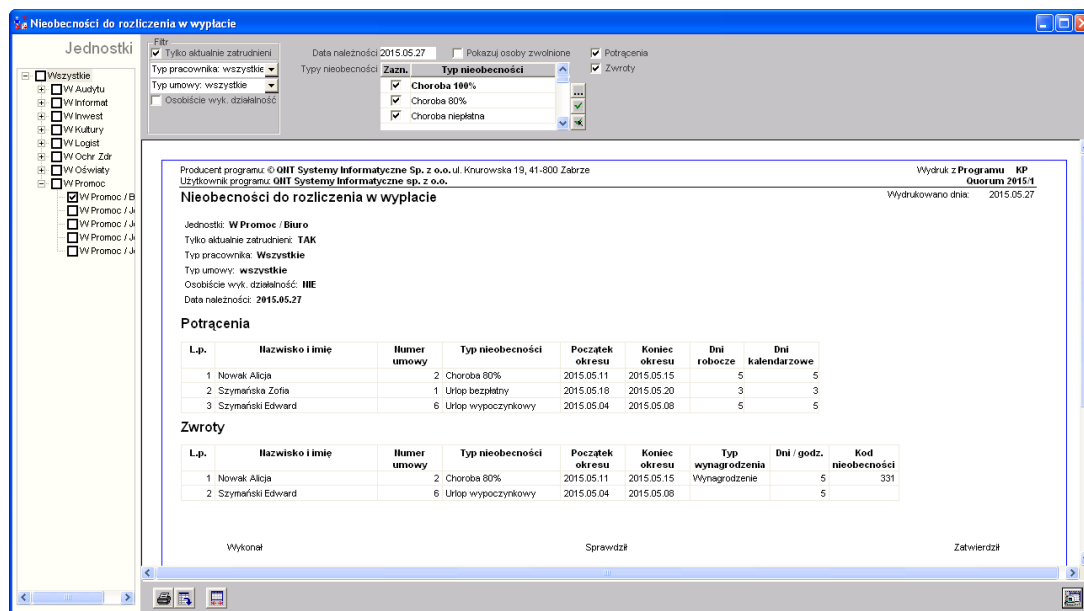 Nieobecności do rozliczenia w wypłacie
Jednostki
Wszystkie
W Audytu
W Informat
W Inwest
W Kultury
W Logist
W Ochr Zdr
W Oświaty
W Promoc
W Promoc / B
W Promoc / J
W Promoc / J
W Promoc / J
W Promoc / J
Filtr
Tylko aktualnie zatrudnieni
Typ pracownika: wszystkie
Typ umowy: wszystkie
Osobiście wyk. działalność
Data należności 2015.05.27 Pokazuj osoby zwolnione Potrącenia
Typy nieobecności Zazn. Typ nieobecności Zwroty
Choroba 100%
Choroba 80%
Choroba niepłatna
Producent programu: © QNT Systemy Informatyczne Sp. z o.o. ul. Knurowska 19, 41-800 Zabrze Wydruk z Programu KP
Użytkownik programu: QNT Systemy Informatyczne sp. z o.o. Quorum 2015/1
Nieobecności do rozliczenia w wypłacie Wydrukowano dnia: 2015.05.27
Jednostki: W Promoc / Biuro
Tylko aktualnie zatrudnieni: TAK
Typ pracownika: Wszystkie
Typ umowy: wszystkie
Osobiście wyk. działalność: NIE
Data należności: 2015.05.27
Potrącenia
L.p. Nazwisko i imię Numer umowy Typ nieobecności Początek okresu Koniec okresu Dni robocze Dni kalendarzowe
1 Nowak Alicja 2 Choroba 80% 2015.05.11 2015.05.15 5 5
2 Szymańska Zofia 1 Urlop bezpłatny 2015.05.18 2015.05.20 3 3
3 Szymański Edward 6 Urlop wypoczynkowy 2015.05.04 2015.05.08 5 5
Zwroty
L.p. Nazwisko i imię Numer umowy Typ nieobecności Początek okresu Koniec okresu Typ wynagrodzenia Dni / godz. Kod nieobecności
1 Nowak Alicja 2 Choroba 80% 2015.05.11 2015.05.15 Wynagrodzenie 5 331
2 Szymański Edward 6 Urlop wypoczynkowy 2015.05.04 2015.05.08 5
Wykonał Sprawdził Zatwierdził